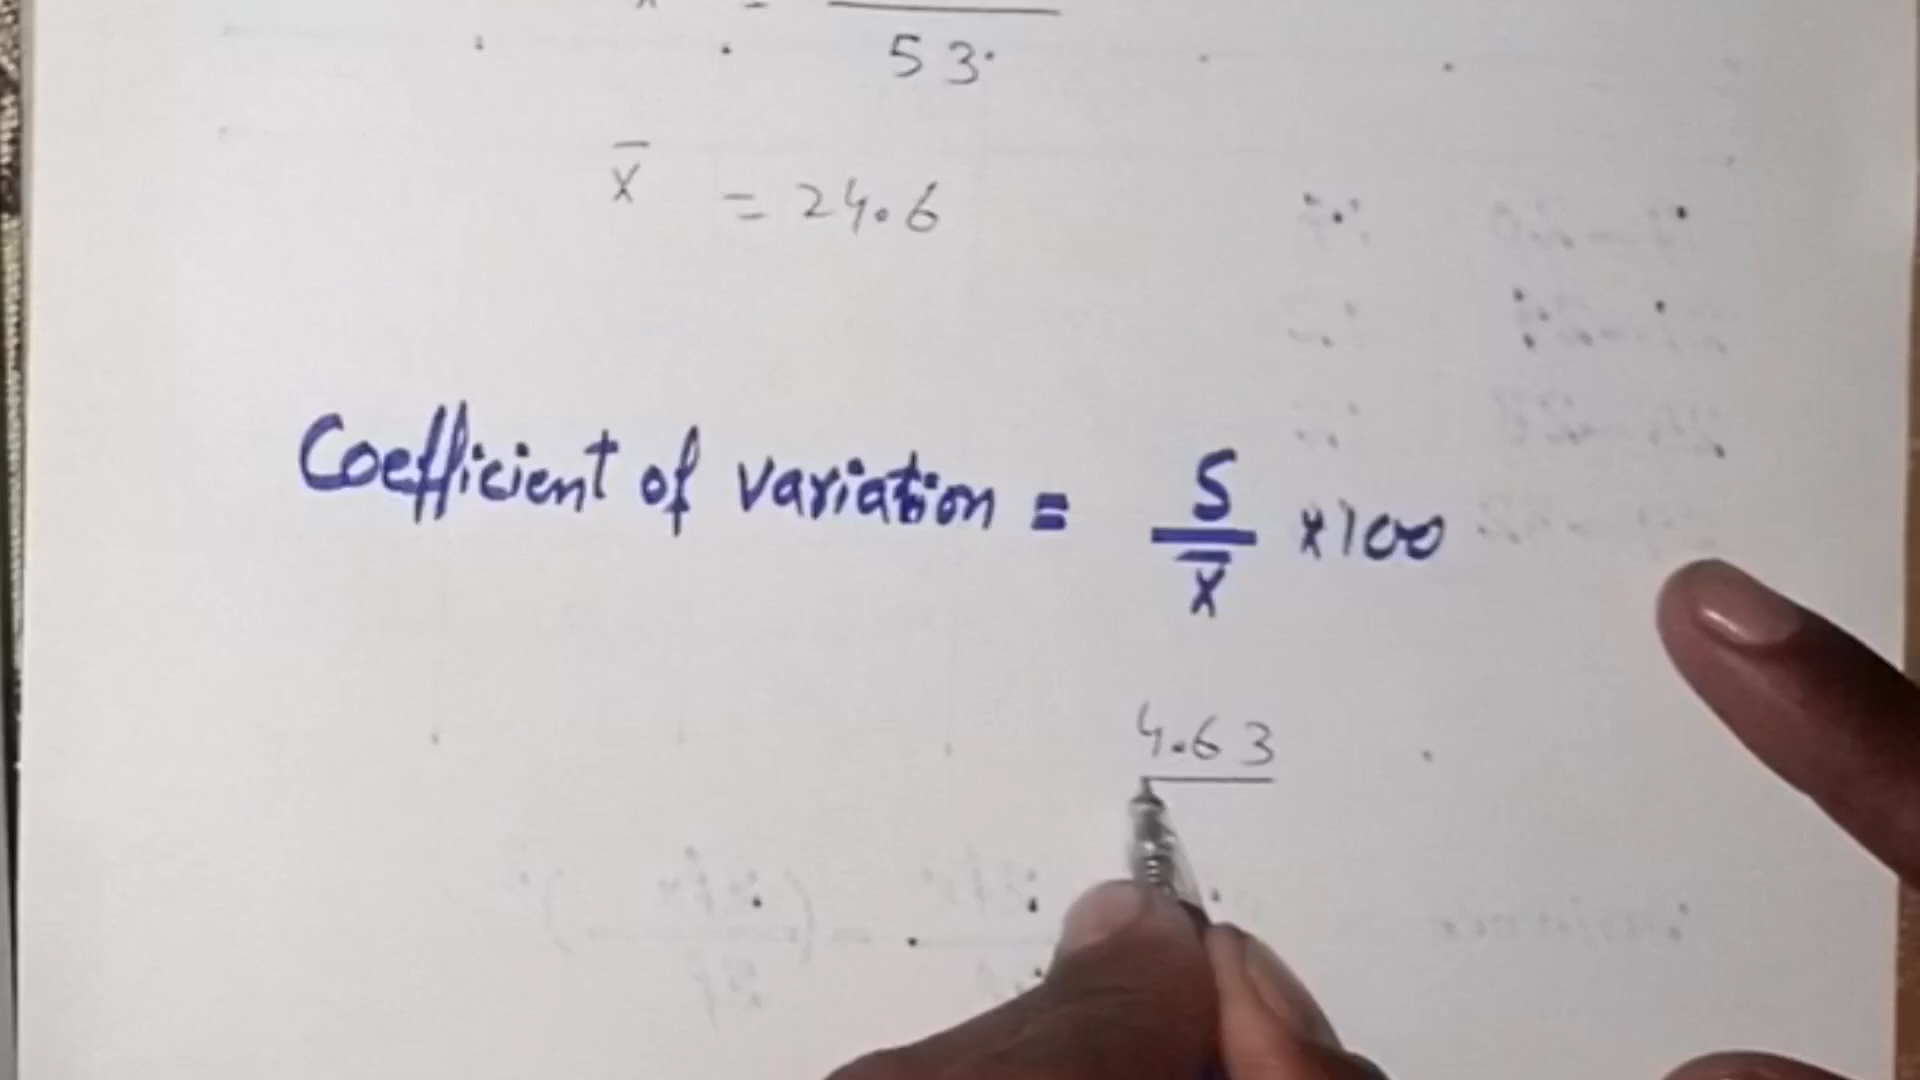 =
53
x̄ = 24.6
Coefficient of variation = S/x̄ ×100
4.63